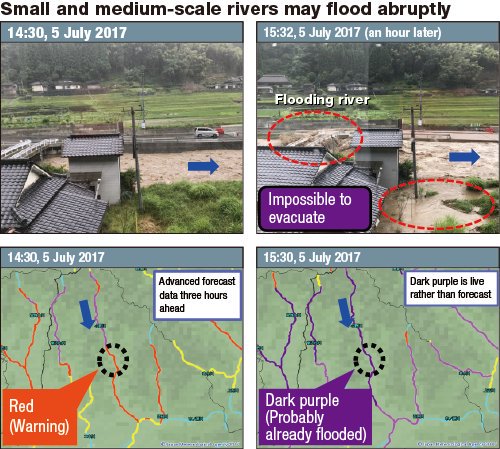 Small and medium-scale rivers may flood abruptly
14:30, 5 July 2017
15:32, 5 July 2017 (an hour later)
Flooding river
Impossible to
evacuate
14:30, 5 July 2017
15:30, 5 July 2017
Advanced forecast
data three hours
ahead
Dark purple is live
rather than forecast
Red
(Warning)
Dark purple
(Probably
already flooded)